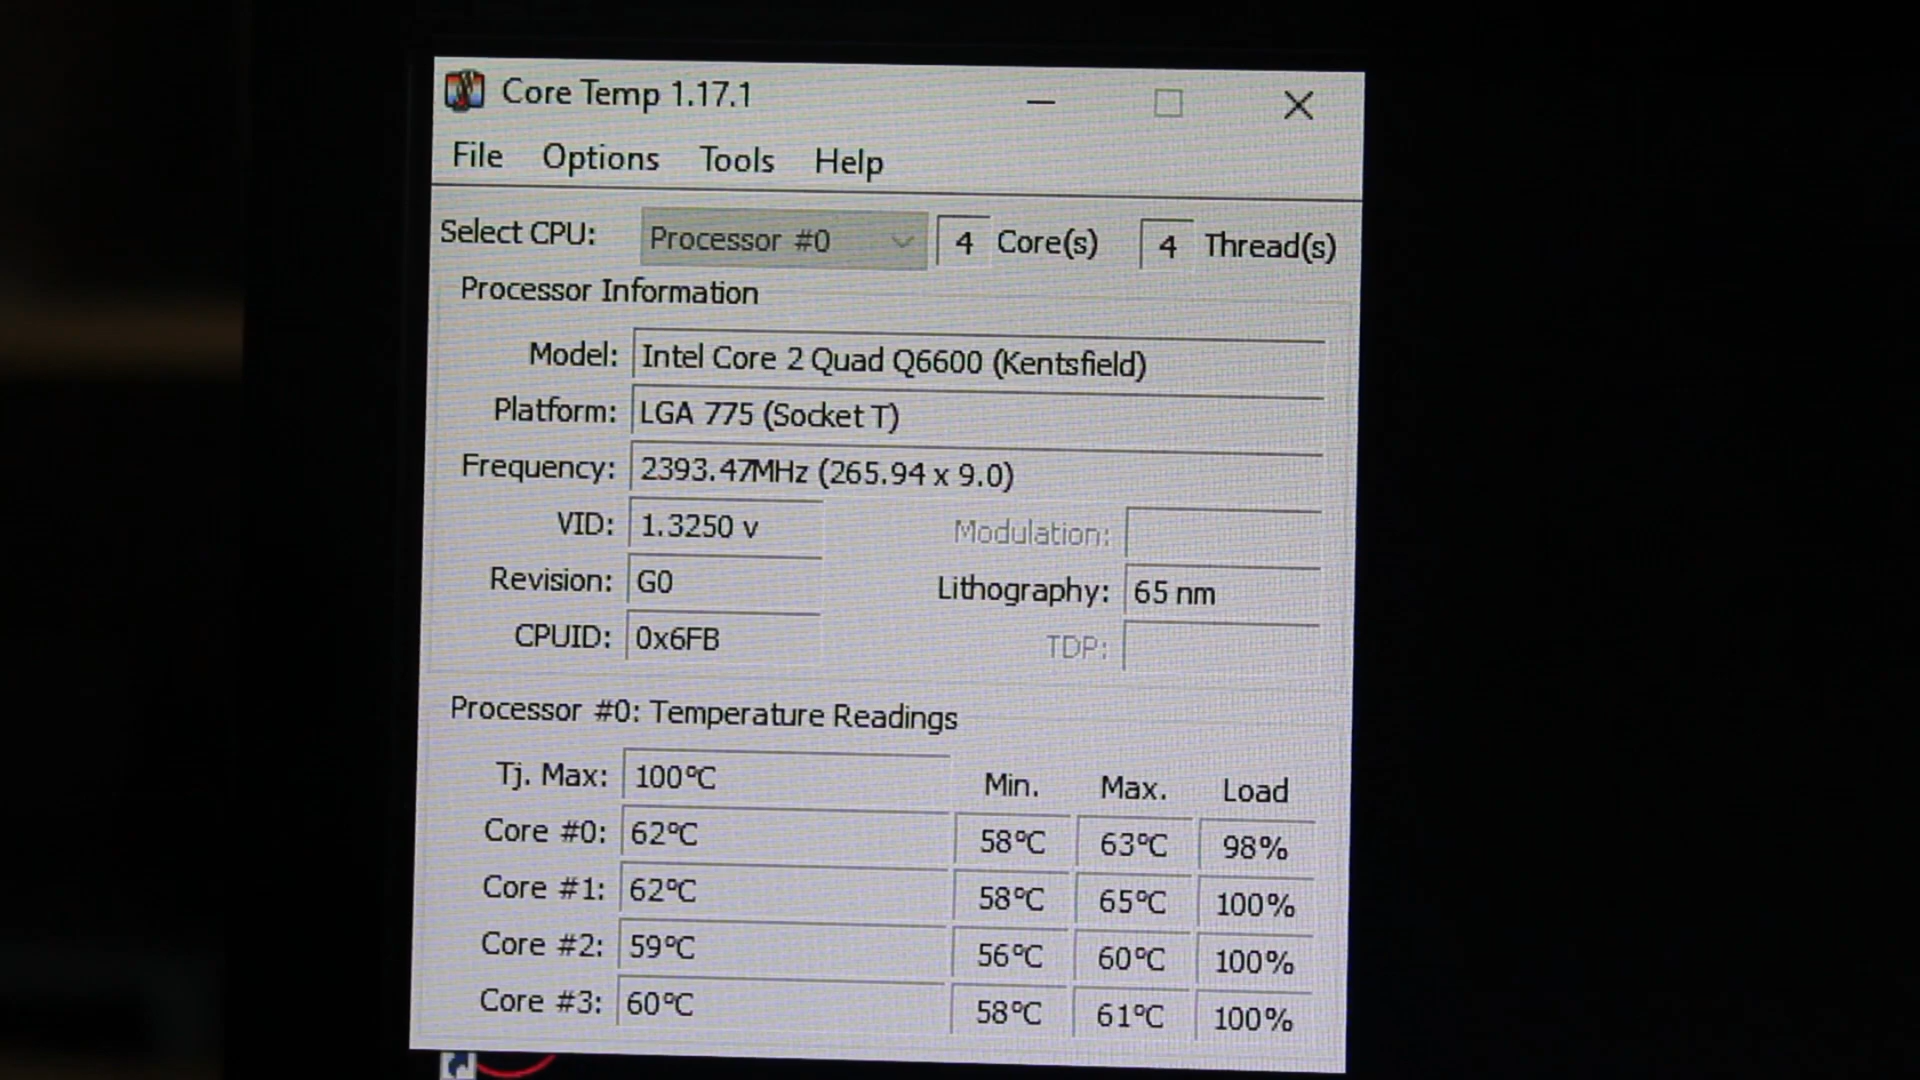 Core Temp 1.17.1
File Options Tools Help
Select CPU: Processor #0 4 Core(s) 4 Thread(s)
Processor Information
Model: Intel Core 2 Quad Q6600 (Kentsfield)
Platform: LGA 775 (Socket T)
Frequency: 2393.47MHz (265.94 x 9.0)
VID: 1.3250 v Modulation:
Revision: G0 Lithography: 65 nm
CPUID: 0x6FB TDP:
Processor #0: Temperature Readings
Tj. Max: 100°C Min. Max. Load
Core #0: 62°C 58°C 63°C 98%
Core #1: 62°C 58°C 65°C 100%
Core #2: 59°C 56°C 60°C 100%
Core #3: 60°C 58°C 61°C 100%